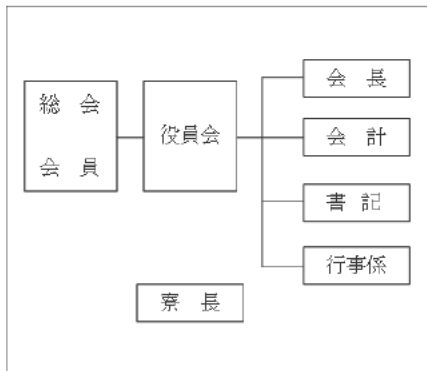 総　会
会　員
役員会
会　長
会　計
書　記
行事係
寮　長